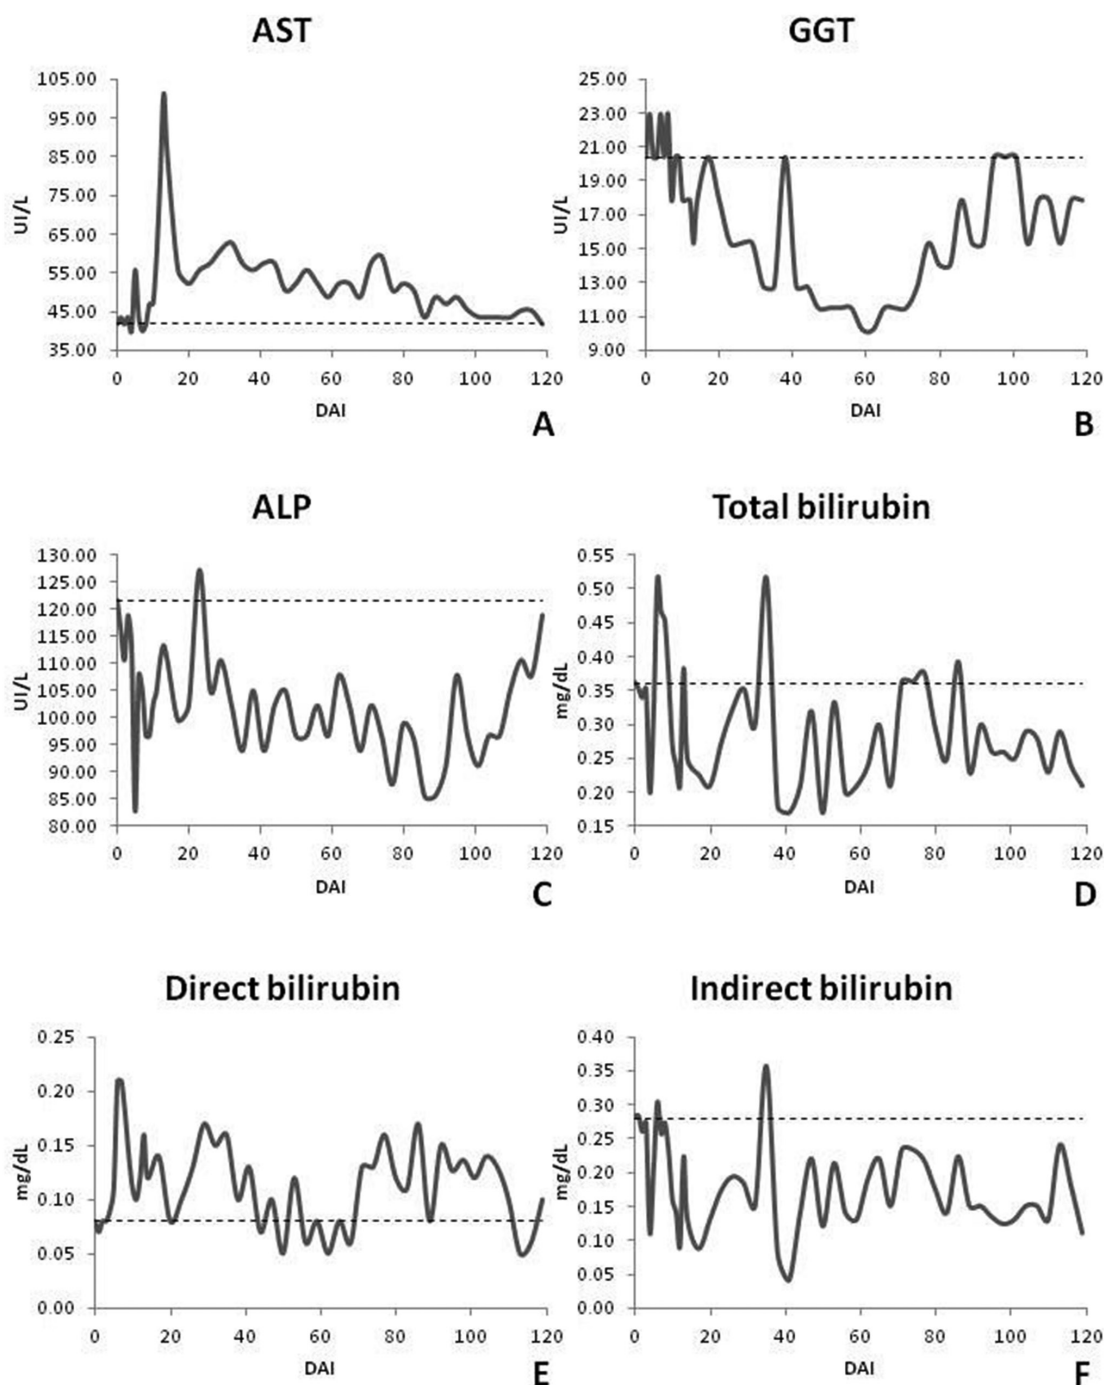 AST
105.00
95.00
85.00
75.00
65.00
55.00
45.00
35.00
UI/L
0 20 40 60 80 100 120
DAI
A
GGT
25.00
23.00
21.00
19.00
17.00
15.00
13.00
11.00
9.00
UI/L
0 20 40 60 80 100 120
DAI
B
ALP
130.00
125.00
120.00
115.00
110.00
105.00
100.00
95.00
90.00
85.00
80.00
UI/L
0 20 40 60 80 100 120
DAI
C
Total bilirubin
0.55
0.50
0.45
0.40
0.35
0.30
0.25
0.20
0.15
mg/dL
0 20 40 60 80 100 120
DAI
D
Direct bilirubin
0.25
0.20
0.15
0.10
0.05
0.00
mg/dL
0 20 40 60 80 100 120
DAI
E
Indirect bilirubin
0.40
0.35
0.30
0.25
0.20
0.15
0.10
0.05
0.00
mg/dL
0 20 40 60 80 100 120
DAI
F